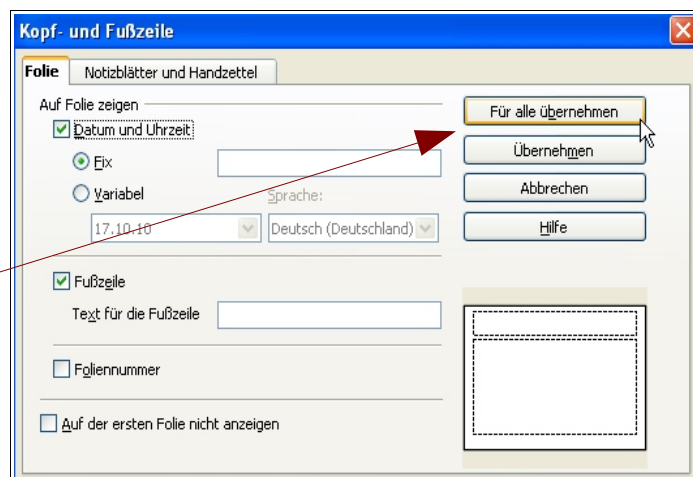 Kopf- und Fußzeile
Folie
Notizblätter und Handzettel
Auf Folie zeigen
Datum und Uhrzeit
Fix
Variabel
Sprache:
17.10.10
Deutsch (Deutschland)
Fußzeile
Text für die Fußzeile
Foliennummer
Auf der ersten Folie nicht anzeigen
Für alle übernehmen
Übernehmen
Abbrechen
Hilfe